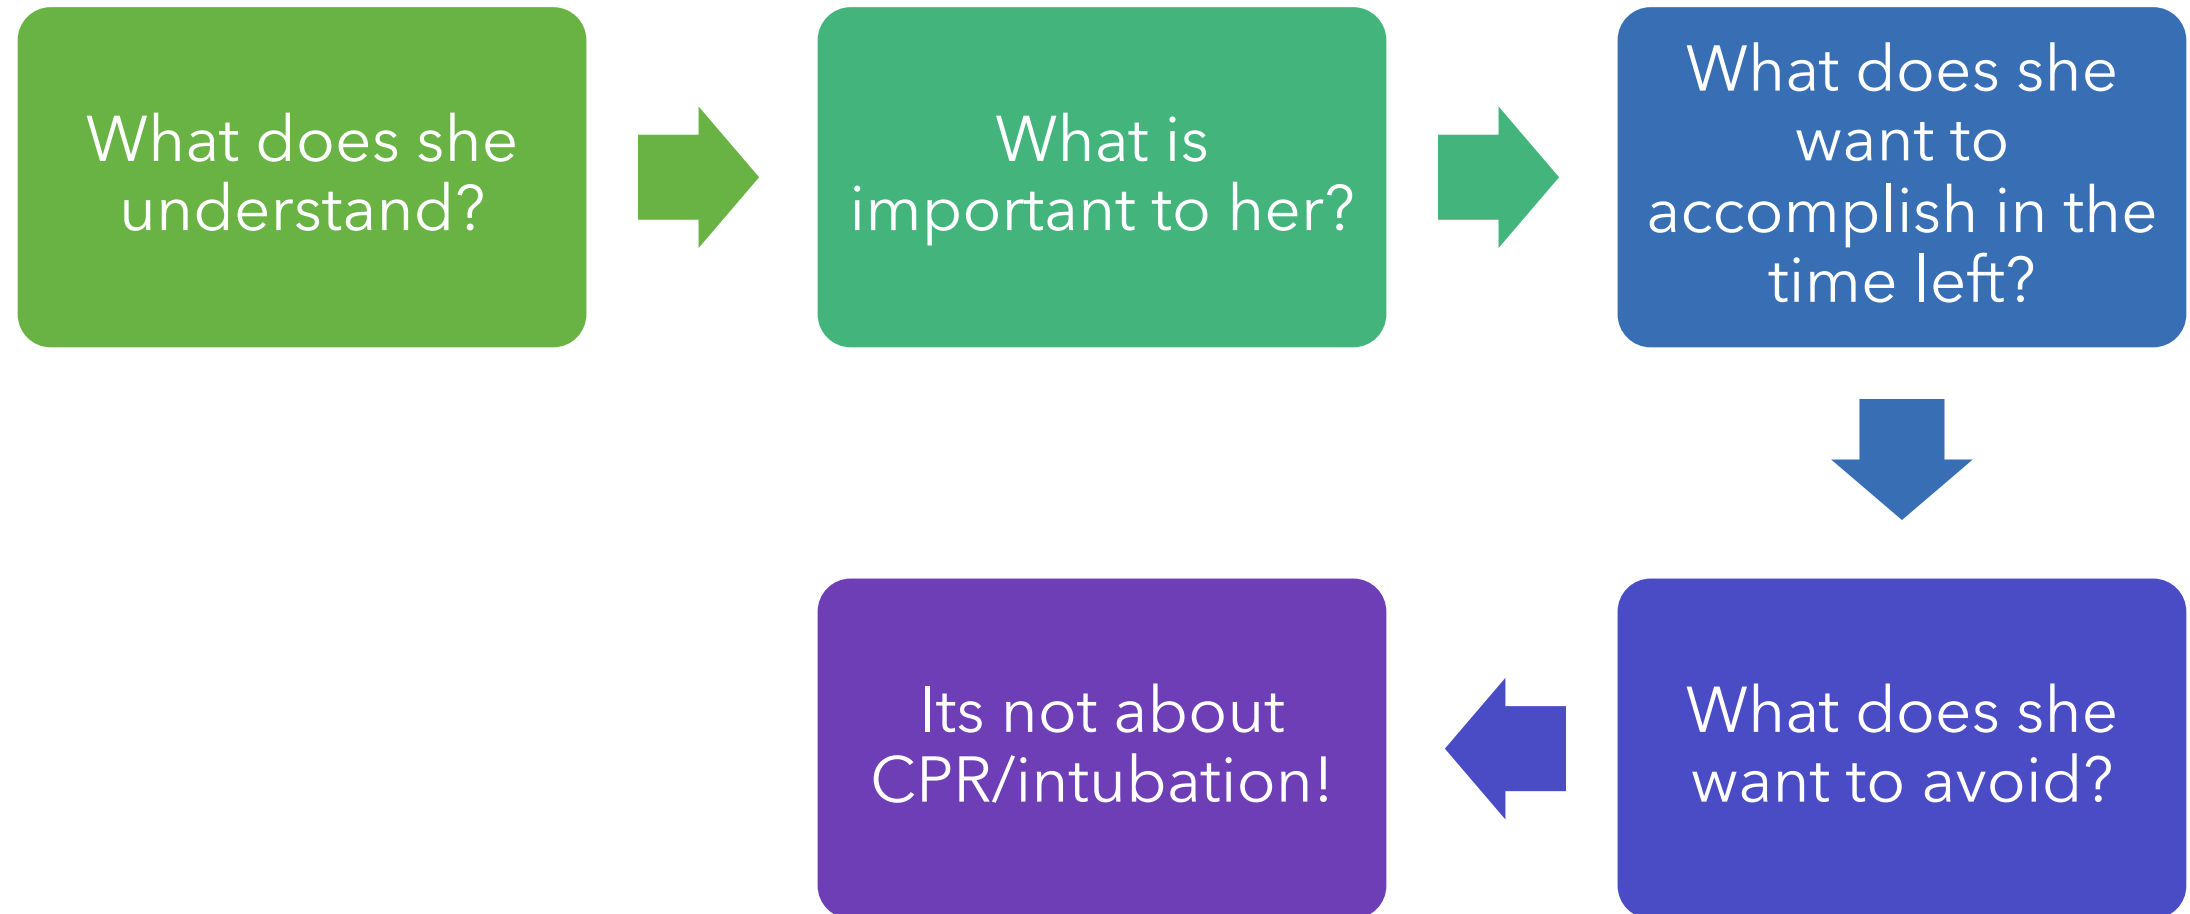 What does she
understand?
What is
important to her?
What does she
want to
accomplish in the
time left?
What does she
want to avoid?
Its not about
CPR/intubation!